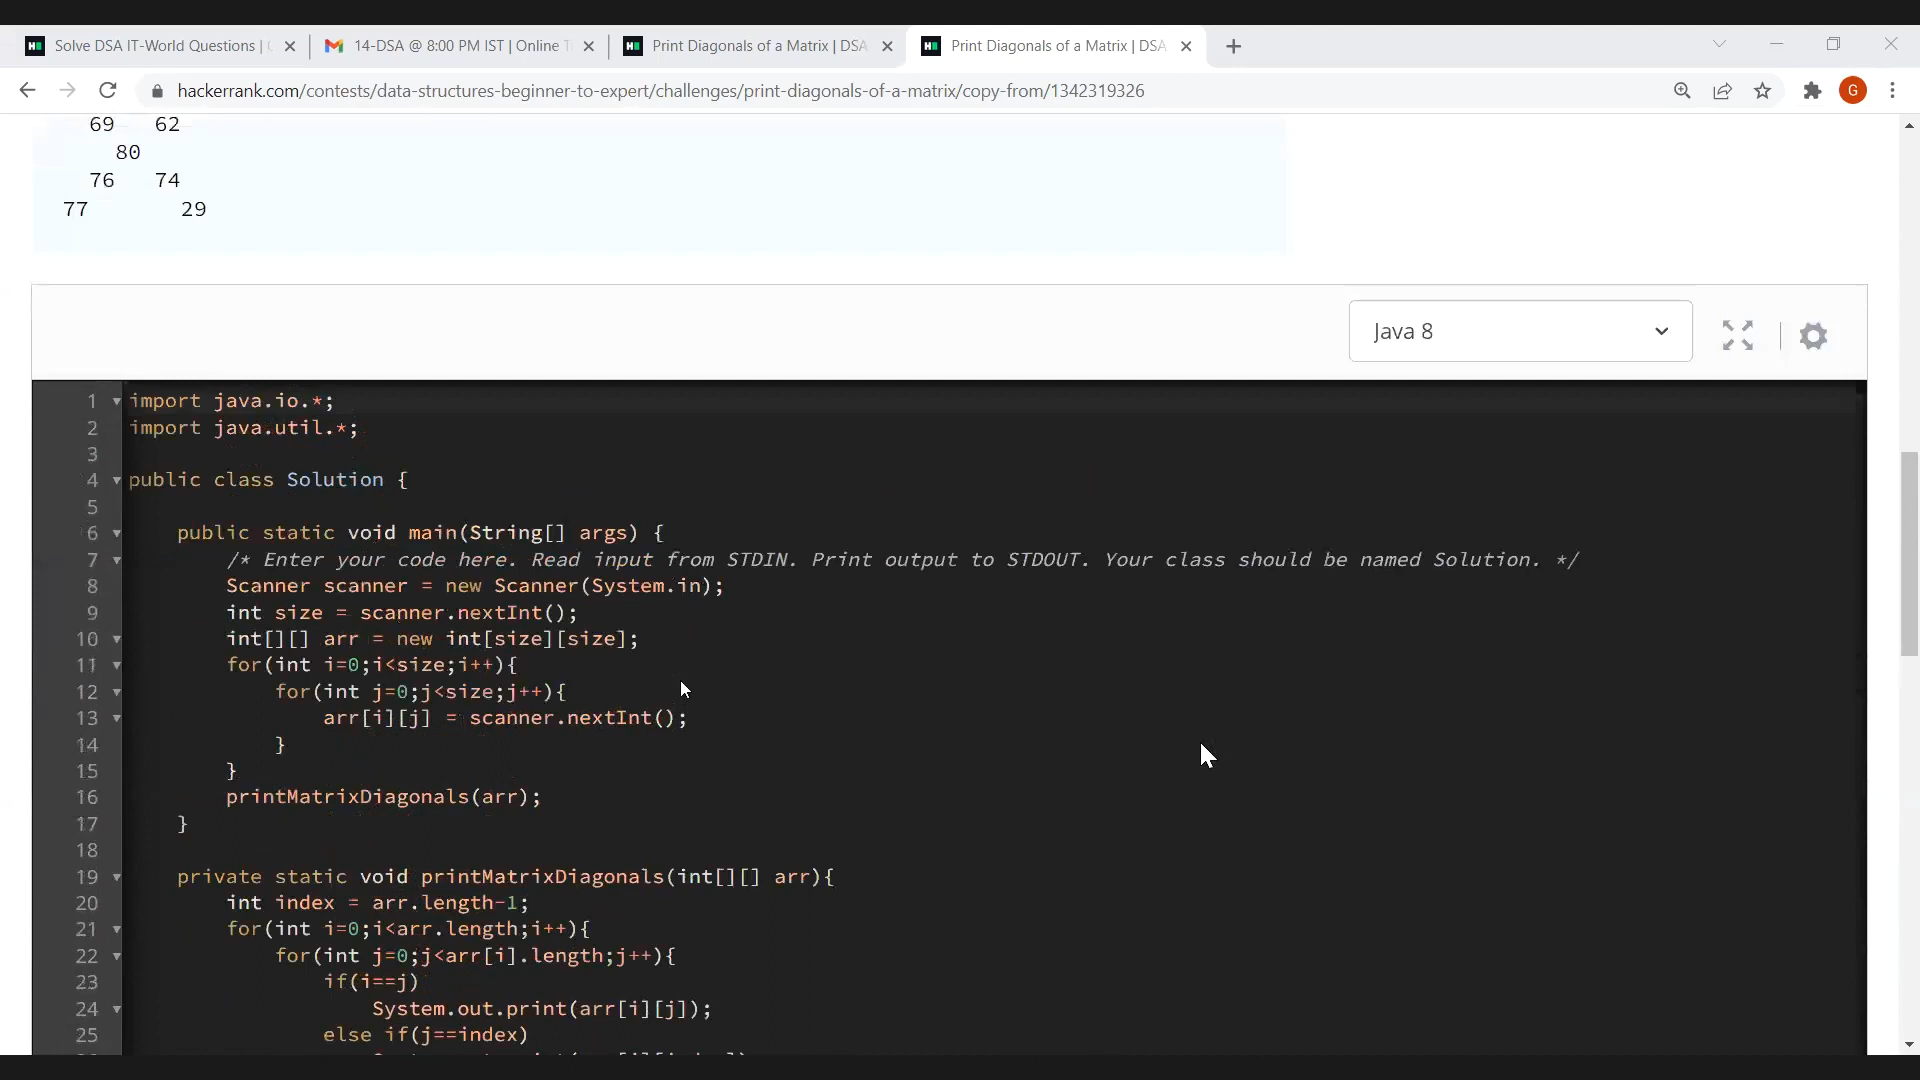 Solve DSA IT-World Questions |
14-DSA @ 8:00 PM IST | Online T
Print Diagonals of a Matrix | DSA
Print Diagonals of a Matrix | DSA
hackerrank.com/contests/data-structures-beginner-to-expert/challenges/print-diagonals-of-a-matrix/copy-from/1342319326
G
69 62
80
76 74
77 29
Java 8
1 import java.io.*;
2 import java.util.*;
3
4 public class Solution {
5
6 public static void main(String[] args) {
7 /* Enter your code here. Read input from STDIN. Print output to STDOUT. Your class should be named Solution. */
8 Scanner scanner = new Scanner(System.in);
9 int size = scanner.nextInt();
10 int[][] arr = new int[size][size];
11 for(int i=0;i<size;i++){
12 for(int j=0;j<size;j++){
13 arr[i][j] = scanner.nextInt();
14 }
15 }
16 printMatrixDiagonals(arr);
17 }
18
19 private static void printMatrixDiagonals(int[][] arr){
20 int index = arr.length-1;
21 for(int i=0;i<arr.length;i++){
22 for(int j=0;j<arr[i].length;j++){
23 if(i==j)
24 System.out.print(arr[i][j]);
25 else if(j==index)